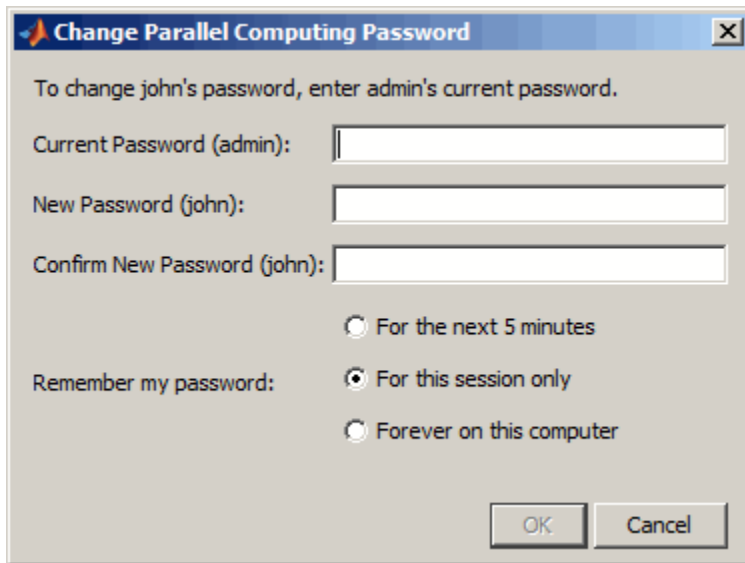 Change Parallel Computing Password
To change john's password, enter admin's current password.
Current Password (admin):
New Password (john):
Confirm New Password (john):
For the next 5 minutes
Remember my password:
For this session only
Forever on this computer
OK
Cancel